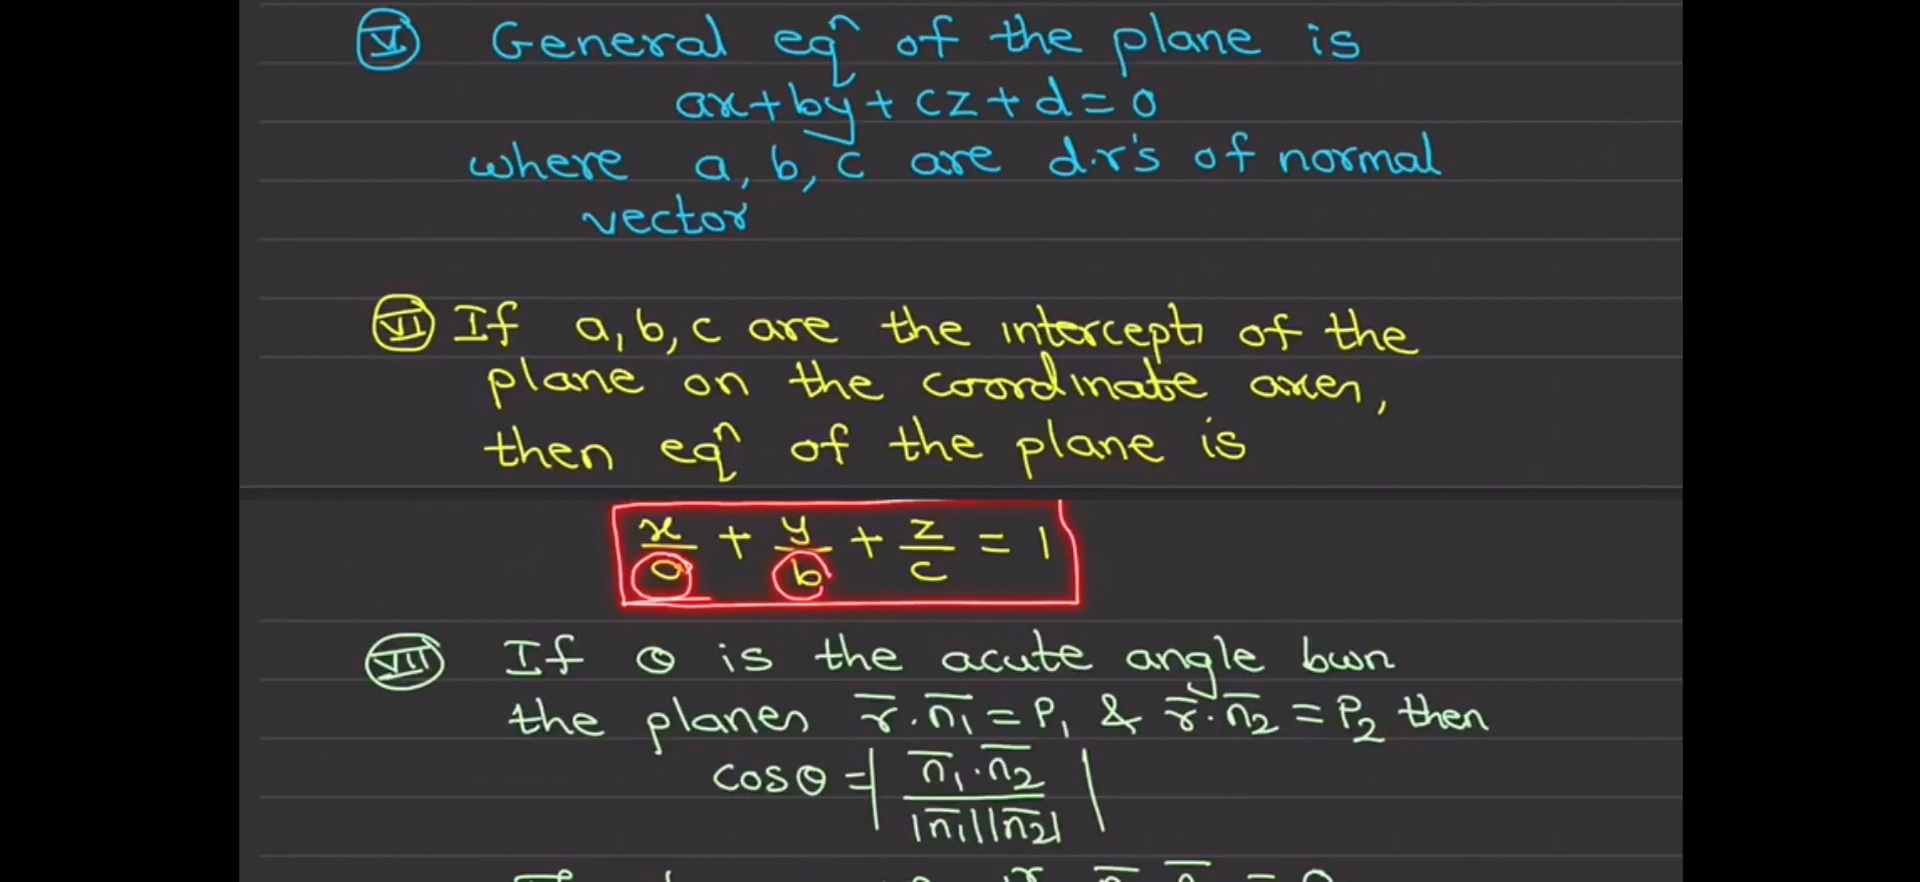 V General eqⁿ of the plane is
ax+by+cz+d=0
where a, b, c are d.r's of normal
vector
VI If a, b, c are the intercepts of the
plane on the coordinate axes,
then eqⁿ of the plane is
x/a + y/b + z/c = 1
VII If θ is the acute angle bwn
the planes r̅.n̅₁=P₁ & r̅.n̅₂=P₂ then
cosθ=| n̅₁.n̅₂ / |n̅₁||n̅₂| |